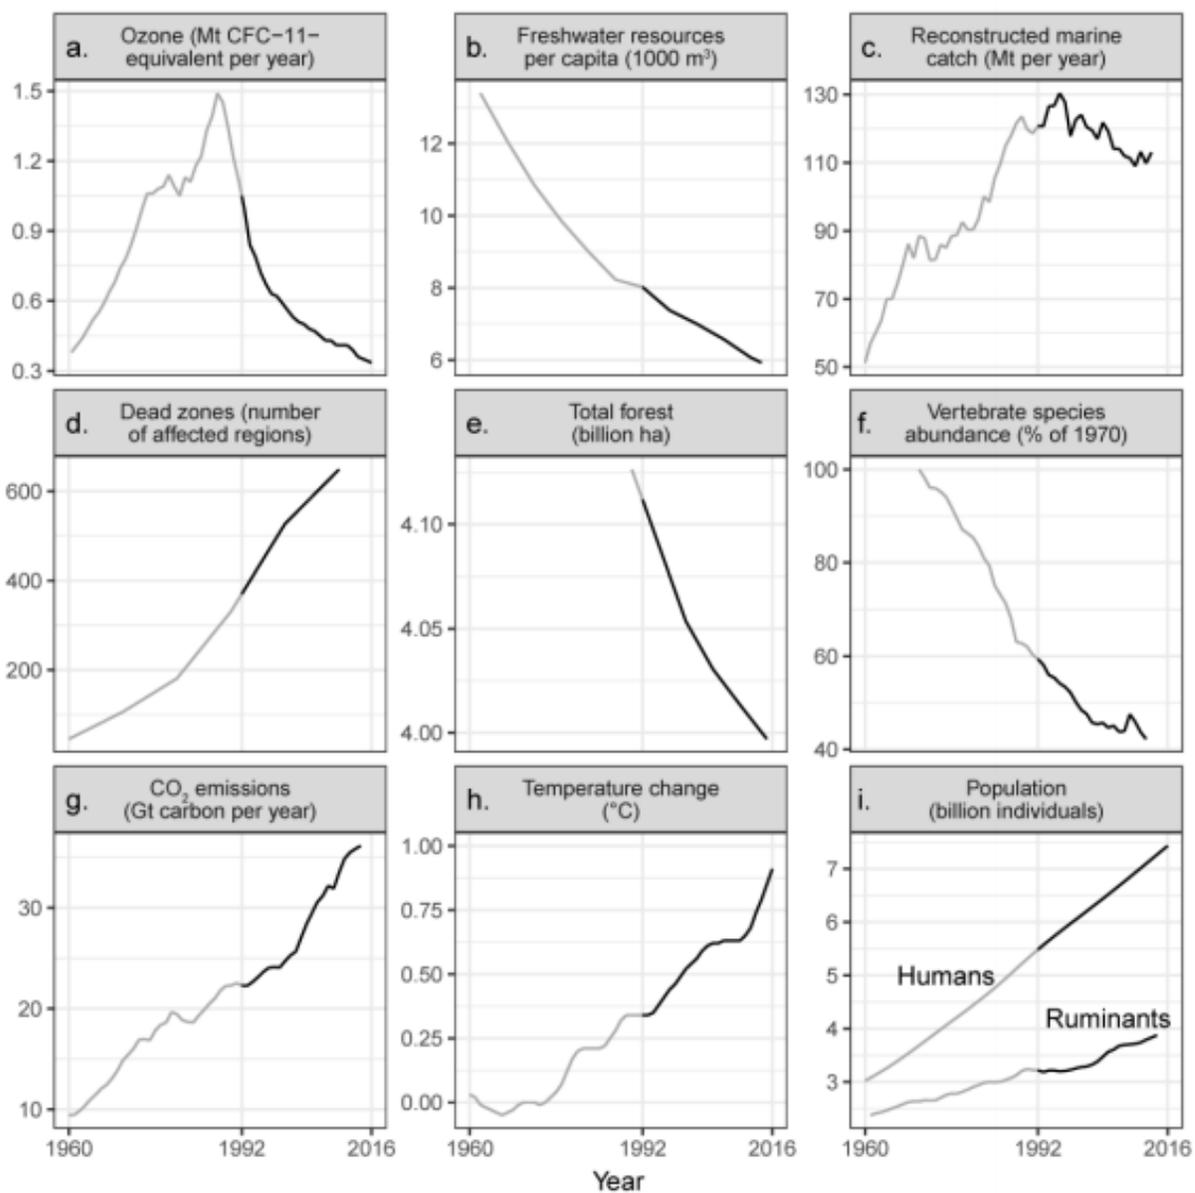 a. Ozone (Mt CFC−11−
equivalent per year)
1.5
1.2
0.9
0.6
0.3
b. Freshwater resources
per capita (1000 m³)
12
10
8
6
c. Reconstructed marine
catch (Mt per year)
130
110
90
70
50
d. Dead zones (number
of affected regions)
600
400
200
e. Total forest
(billion ha)
4.10
4.05
4.00
f. Vertebrate species
abundance (% of 1970)
100
80
60
40
g. CO₂ emissions
(Gt carbon per year)
30
20
10
1960 1992 2016
h. Temperature change
(°C)
1.00
0.75
0.50
0.25
0.00
1960 1992 2016
i. Population
(billion individuals)
7
6
5
4
3
Humans
Ruminants
1960 1992 2016
Year